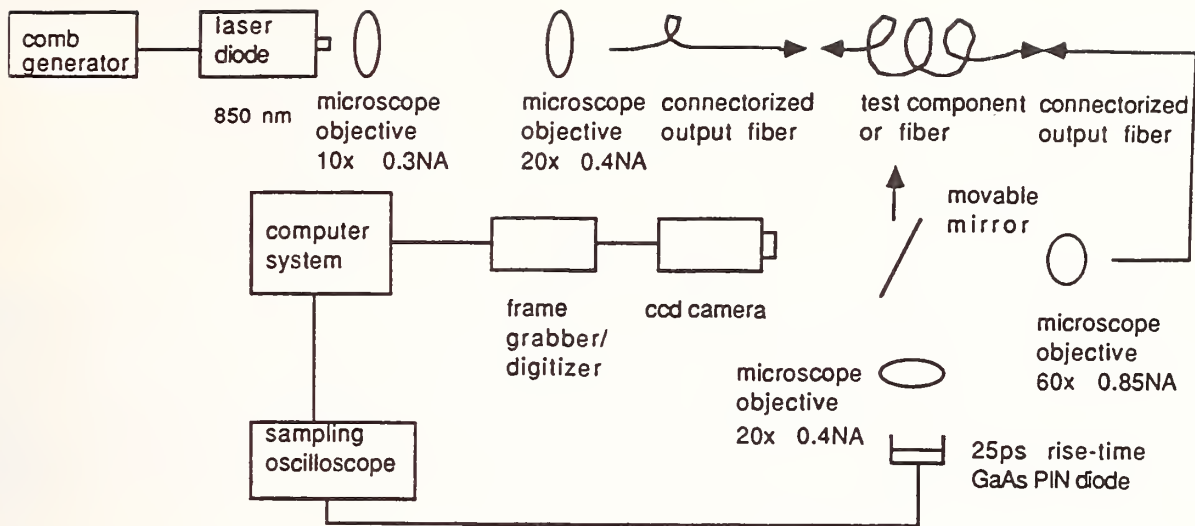 comb
generator
laser
diode
850 nm
microscope
objective
10x 0.3NA
microscope
objective
20x 0.4NA
connectorized
output fiber
test component
or fiber
connectorized
output fiber
computer
system
frame
grabber/
digitizer
ccd camera
movable
mirror
microscope
objective
60x 0.85NA
microscope
objective
20x 0.4NA
sampling
oscilloscope
25ps rise-time
GaAs PIN diode